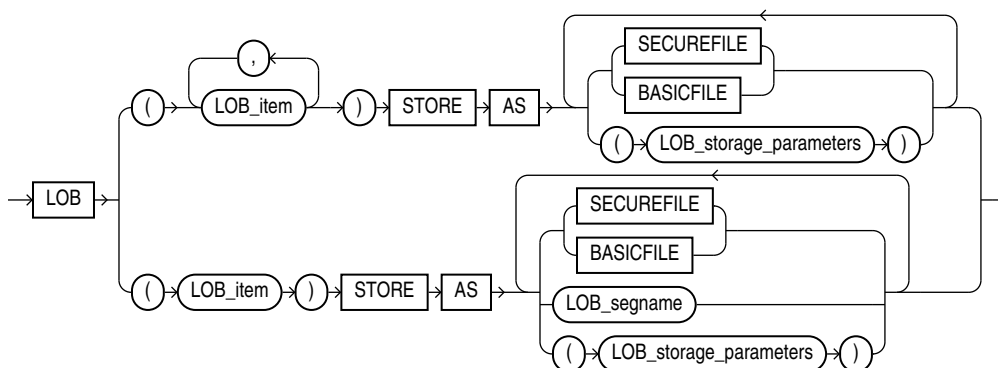 SECUREFILE
,
BASICFILE
( LOB_item ) STORE AS
( LOB_storage_parameters )
LOB
SECUREFILE
BASICFILE
( LOB_item ) STORE AS
LOB_segname
( LOB_storage_parameters )